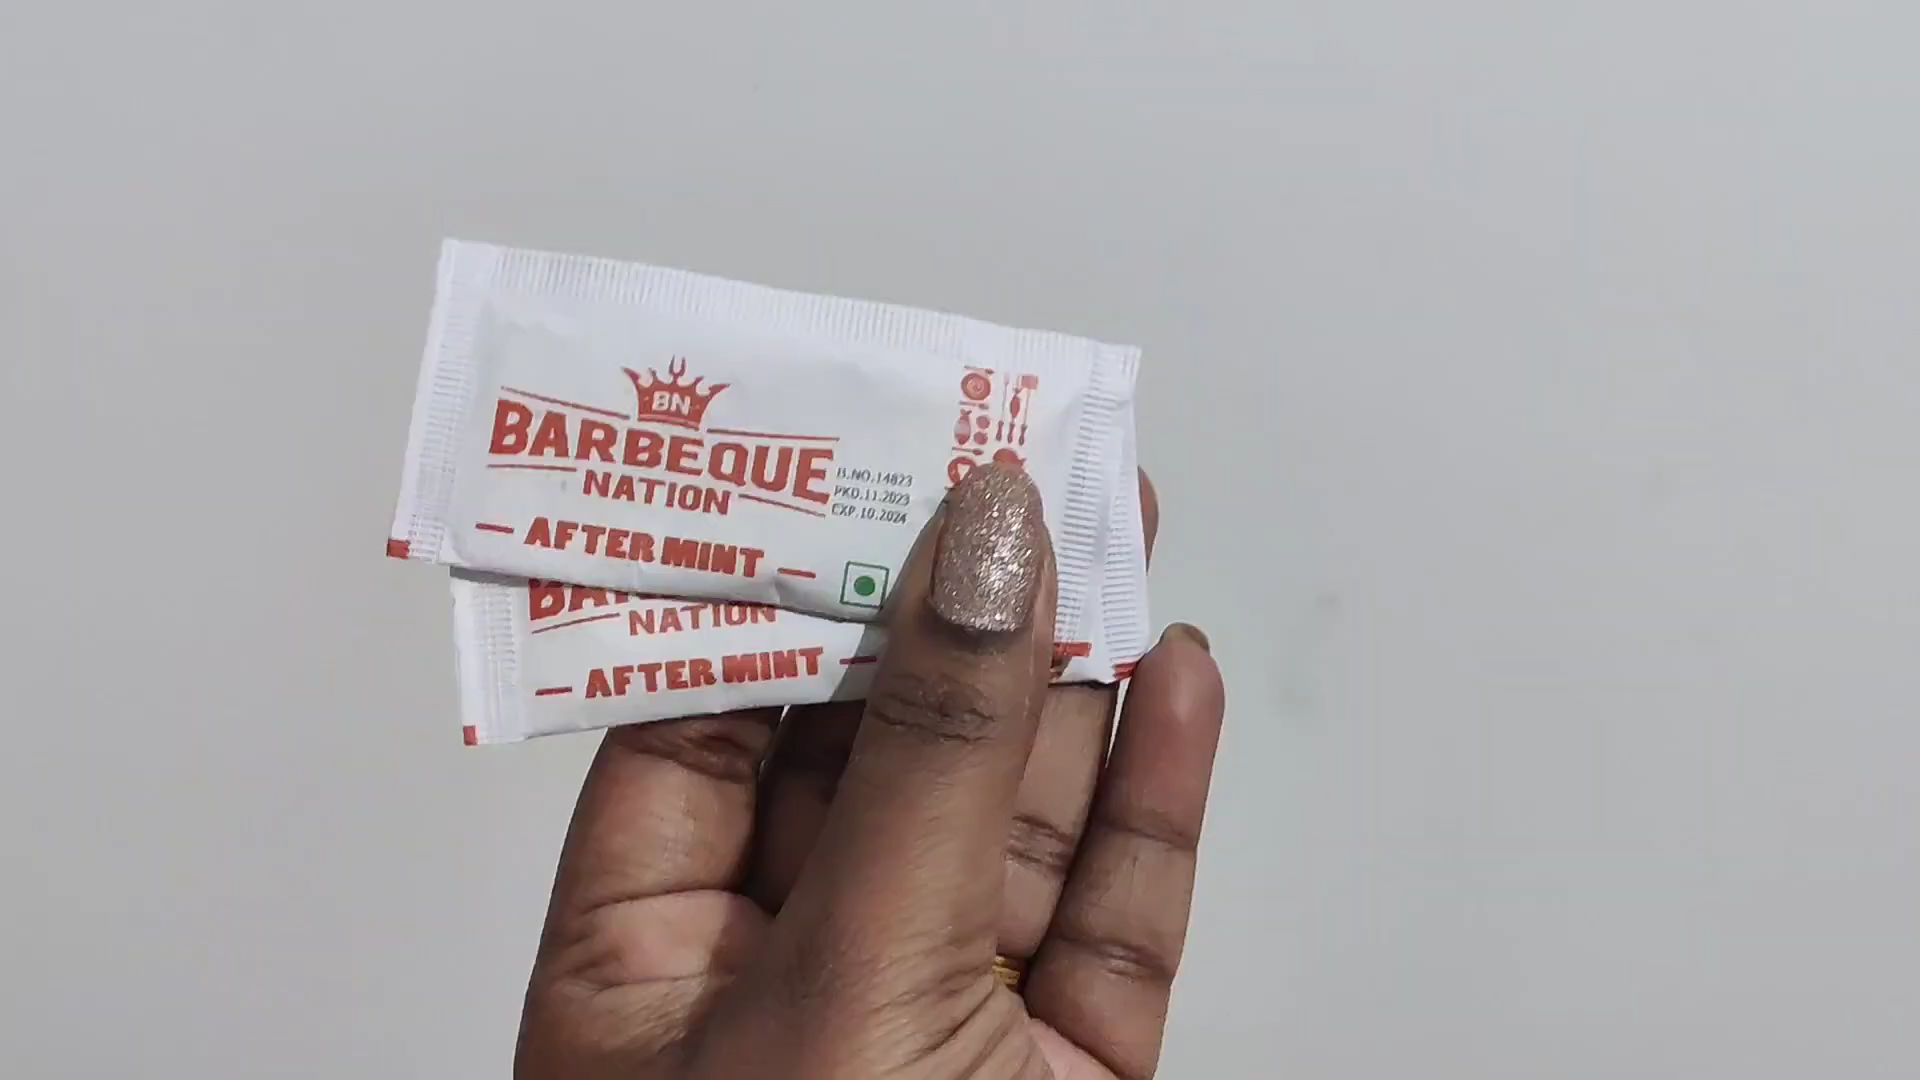 BN
BARBEQUE
NATION
B.NO.14823
PKD.11.2023
EXP.10.2024
AFTER MINT
NATION
AFTER MINT